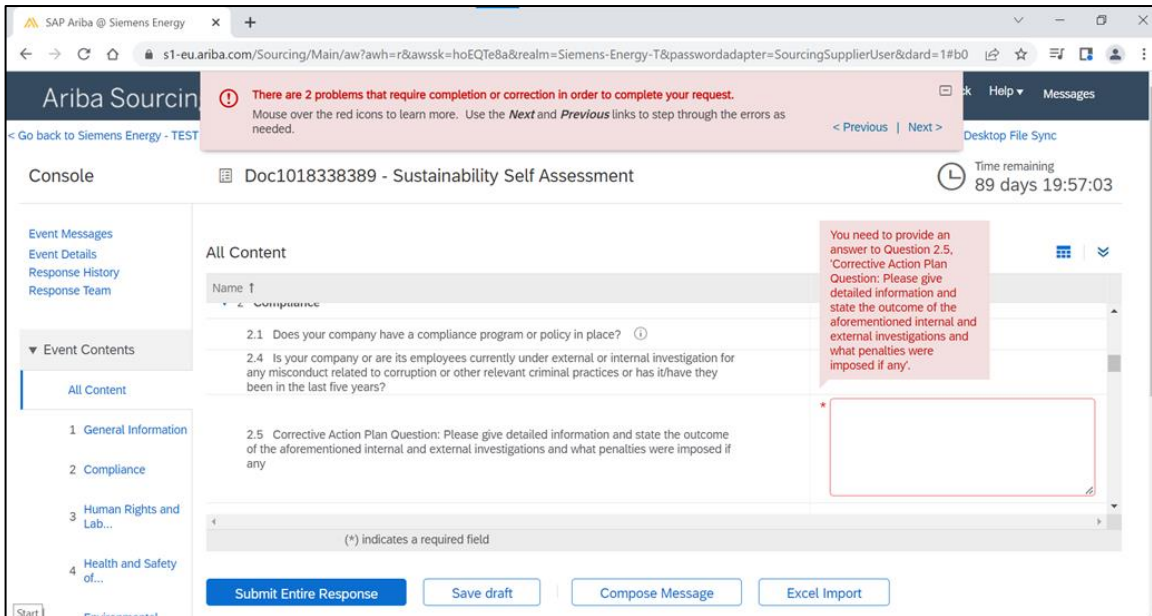 SAP Ariba @ Siemens Energy
s1-eu.ariba.com/Sourcing/Main/aw?awh=r&awssk=hoEQTe8a&realm=Siemens-Energy-T&passwordadapter=SourcingSupplierUser&dard=1#b0
Ariba Sourcin
There are 2 problems that require completion or correction in order to complete your request.
Mouse over the red icons to learn more. Use the Next and Previous links to step through the errors as
needed.
< Previous | Next >
k Help ▾ Messages
< Go back to Siemens Energy - TEST
Desktop File Sync
Console
Doc1018338389 - Sustainability Self Assessment
Time remaining
89 days 19:57:03
Event Messages
Event Details
Response History
Response Team
▼ Event Contents
All Content
1 General Information
2 Compliance
3 Human Rights and
Lab...
4 Health and Safety
of...
Environmental
All Content
Name ↑
▼ 2 Compliance
2.1 Does your company have a compliance program or policy in place?
2.4 Is your company or are its employees currently under external or internal investigation for
any misconduct related to corruption or other relevant criminal practices or has it/have they
been in the last five years?
2.5 Corrective Action Plan Question: Please give detailed information and state the outcome
of the aforementioned internal and external investigations and what penalties were imposed if
any
You need to provide an
answer to Question 2.5,
'Corrective Action Plan
Question: Please give
detailed information and
state the outcome of the
aforementioned internal and
external investigations and
what penalties were
imposed if any'.
*
(*) indicates a required field
Submit Entire Response
Save draft
Compose Message
Excel Import
Start